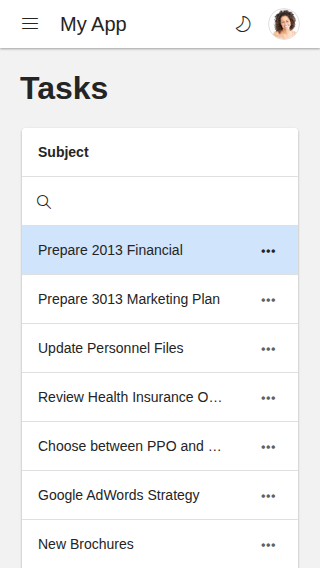 My App
Tasks
Subject
Prepare 2013 Financial
Prepare 3013 Marketing Plan
Update Personnel Files
Review Health Insurance O…
Choose between PPO and …
Google AdWords Strategy
New Brochures